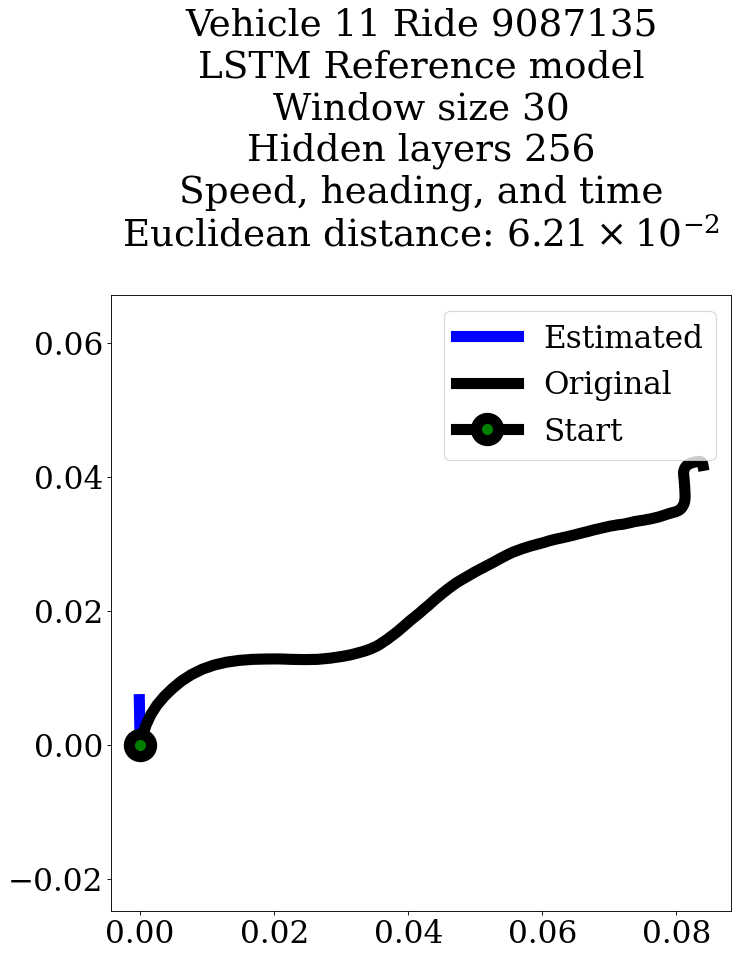 Vehicle 11 Ride 9087135
LSTM Reference model
Window size 30
Hidden layers 256
Speed, heading, and time
Euclidean distance: 6.21 × 10⁻²
Estimated
Original
Start
0.06
0.04
0.02
0.00
−0.02
0.00 0.02 0.04 0.06 0.08